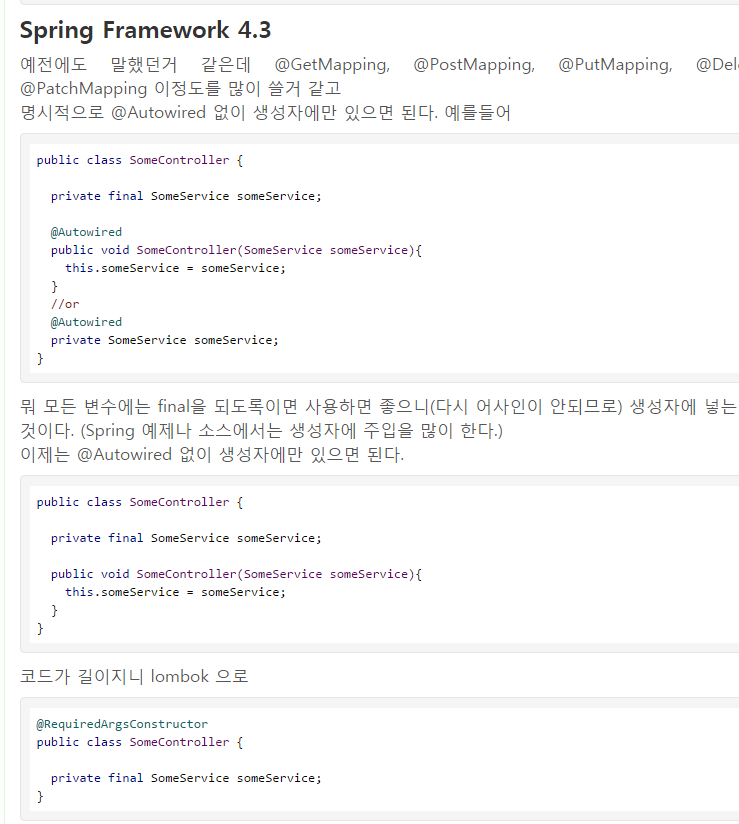 Spring Framework 4.3
예전에도 말했던거 같은데 @GetMapping, @PostMapping, @PutMapping,
@PatchMapping 이정도를 많이 쓸거 같고
명시적으로 @Autowired 없이 생성자에만 있으면 된다. 예를들어
public class SomeController {
private final SomeService someService;
@Autowired
public void SomeController(SomeService someService){
this.someService = someService;
}
//or
@Autowired
private SomeService someService;
}
뭐 모든 변수에는 final을 되도록이면 사용하면 좋으니(다시 어사인이 안되므로) 생성자에 넣는
것이다. (Spring 예제나 소스에서는 생성자에 주입을 많이 한다.)
이제는 @Autowired 없이 생성자에만 있으면 된다.
public class SomeController {
private final SomeService someService;
public void SomeController(SomeService someService){
this.someService = someService;
}
}
코드가 길이지니 lombok 으로
@RequiredArgsConstructor
public class SomeController {
private final SomeService someService;
}